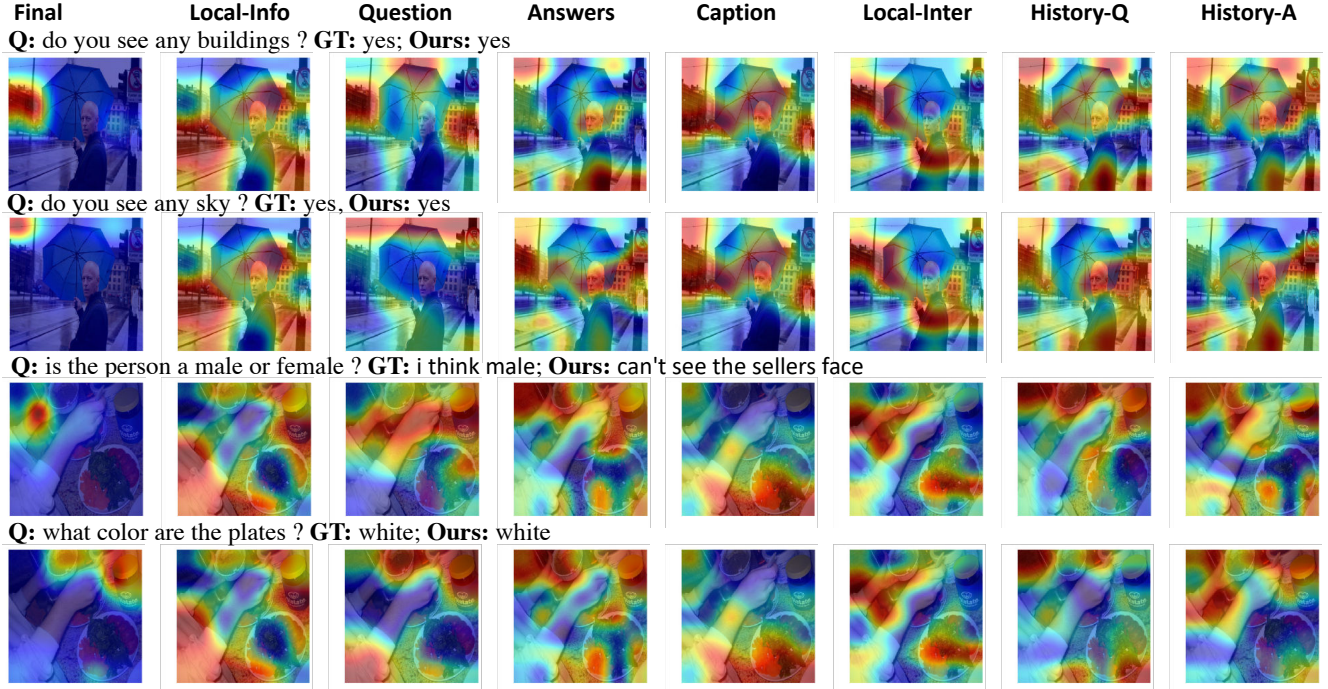 Final Local-Info Question Answers Caption Local-Inter History-Q History-A
Q: do you see any buildings ? GT: yes; Ours: yes
Q: do you see any sky ? GT: yes, Ours: yes
Q: is the person a male or female ? GT: i think male; Ours: can't see the sellers face
Q: what color are the plates ? GT: white; Ours: white